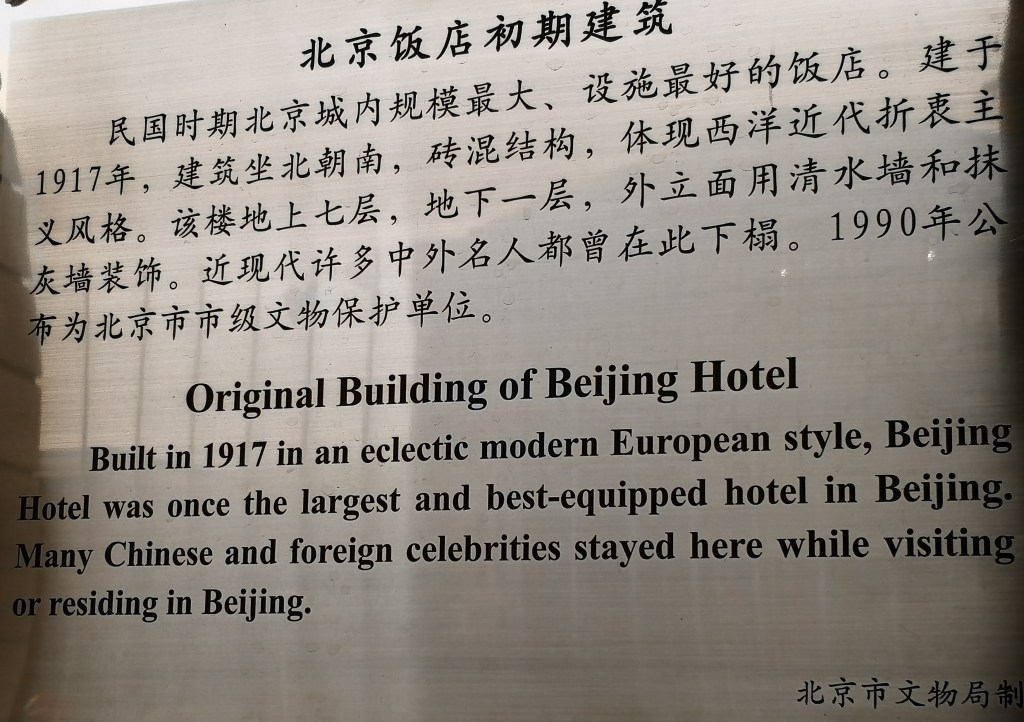 北京饭店初期建筑
民国时期北京城内规模最大、设施最好的饭店。建于
1917年，建筑坐北朝南，砖混结构，体现西洋近代折衷主
义风格。该楼地上七层，地下一层，外立面用清水墙和抹
灰墙装饰。近现代许多中外名人都曾在此下榻。1990年公
布为北京市市级文物保护单位。
Original Building of Beijing Hotel
Built in 1917 in an eclectic modern European style, Beijing
Hotel was once the largest and best-equipped hotel in Beijing.
Many Chinese and foreign celebrities stayed here while visiting
or residing in Beijing.
北京市文物局制